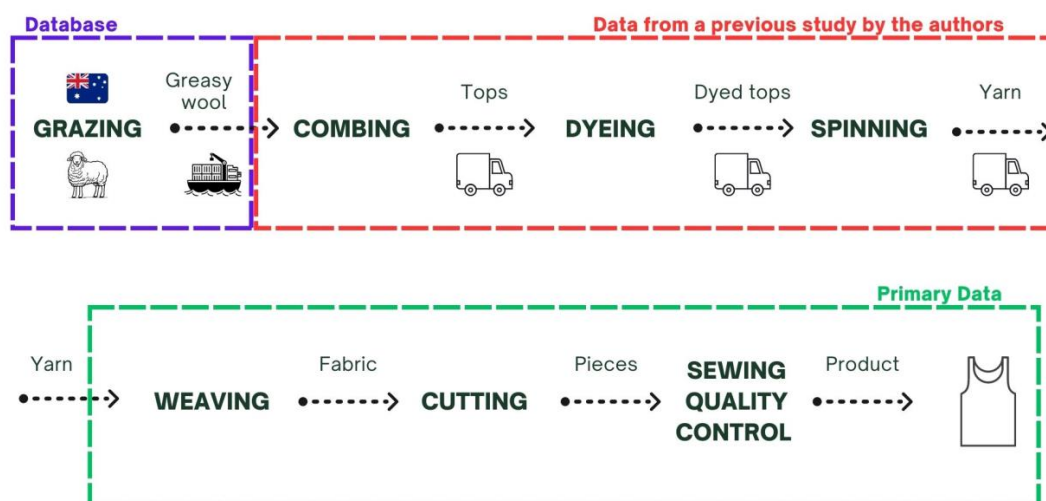 Database
Data from a previous study by the authors
Greasy
wool
Tops
Dyed tops
Yarn
GRAZING
COMBING
DYEING
SPINNING
Primary Data
Yarn
Fabric
Pieces
Product
WEAVING
CUTTING
SEWING
QUALITY
CONTROL